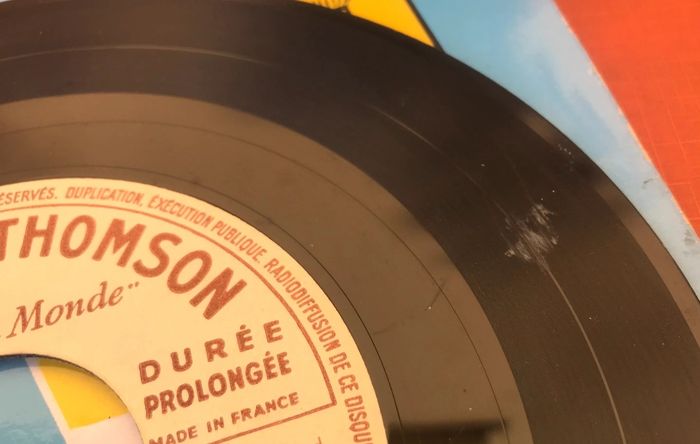 ÉSERVÉS. DUPLICATION, EXÉCUTION PUBLIQUE, RADIODIFFUSION DE CE DISQU
THOMSON
Monde"
DURÉE
PROLONGÉE
MADE IN FRANCE